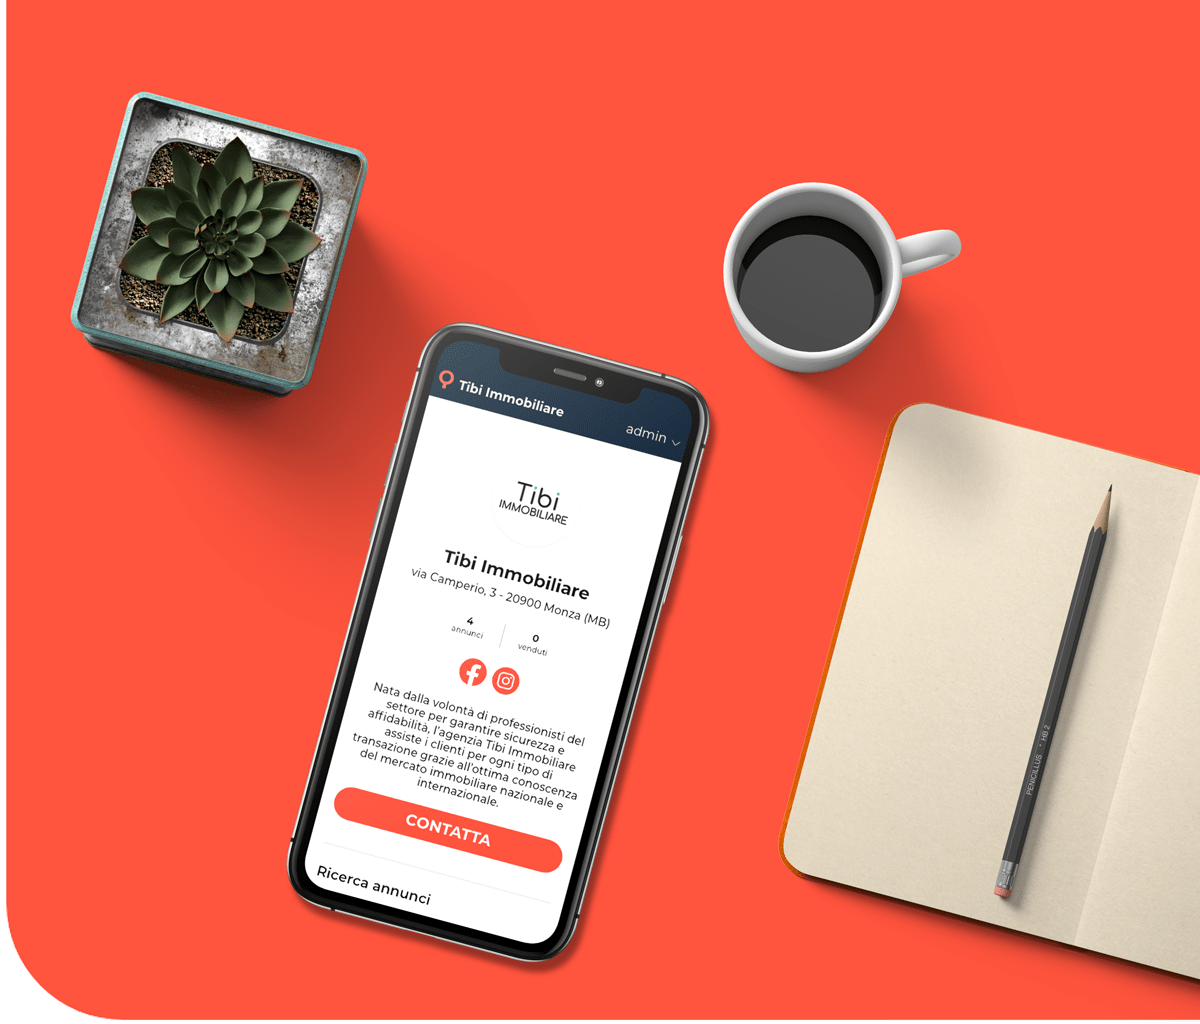 Tibi Immobiliare
admin
Tibi
IMMOBILIARE
Tibi Immobiliare
via Camperio, 3 - 20900 Monza (MB)
4
annunci
0
venduti
Nata dalla volontà di professionisti del
settore per garantire sicurezza e
affidabilità, l'agenzia Tibi Immobiliare
assiste i clienti per ogni tipo di
transazione grazie all'ottima conoscenza
del mercato immobiliare nazionale e
internazionale.
CONTATTA
Ricerca annunci
PENICILLUS * HB 2